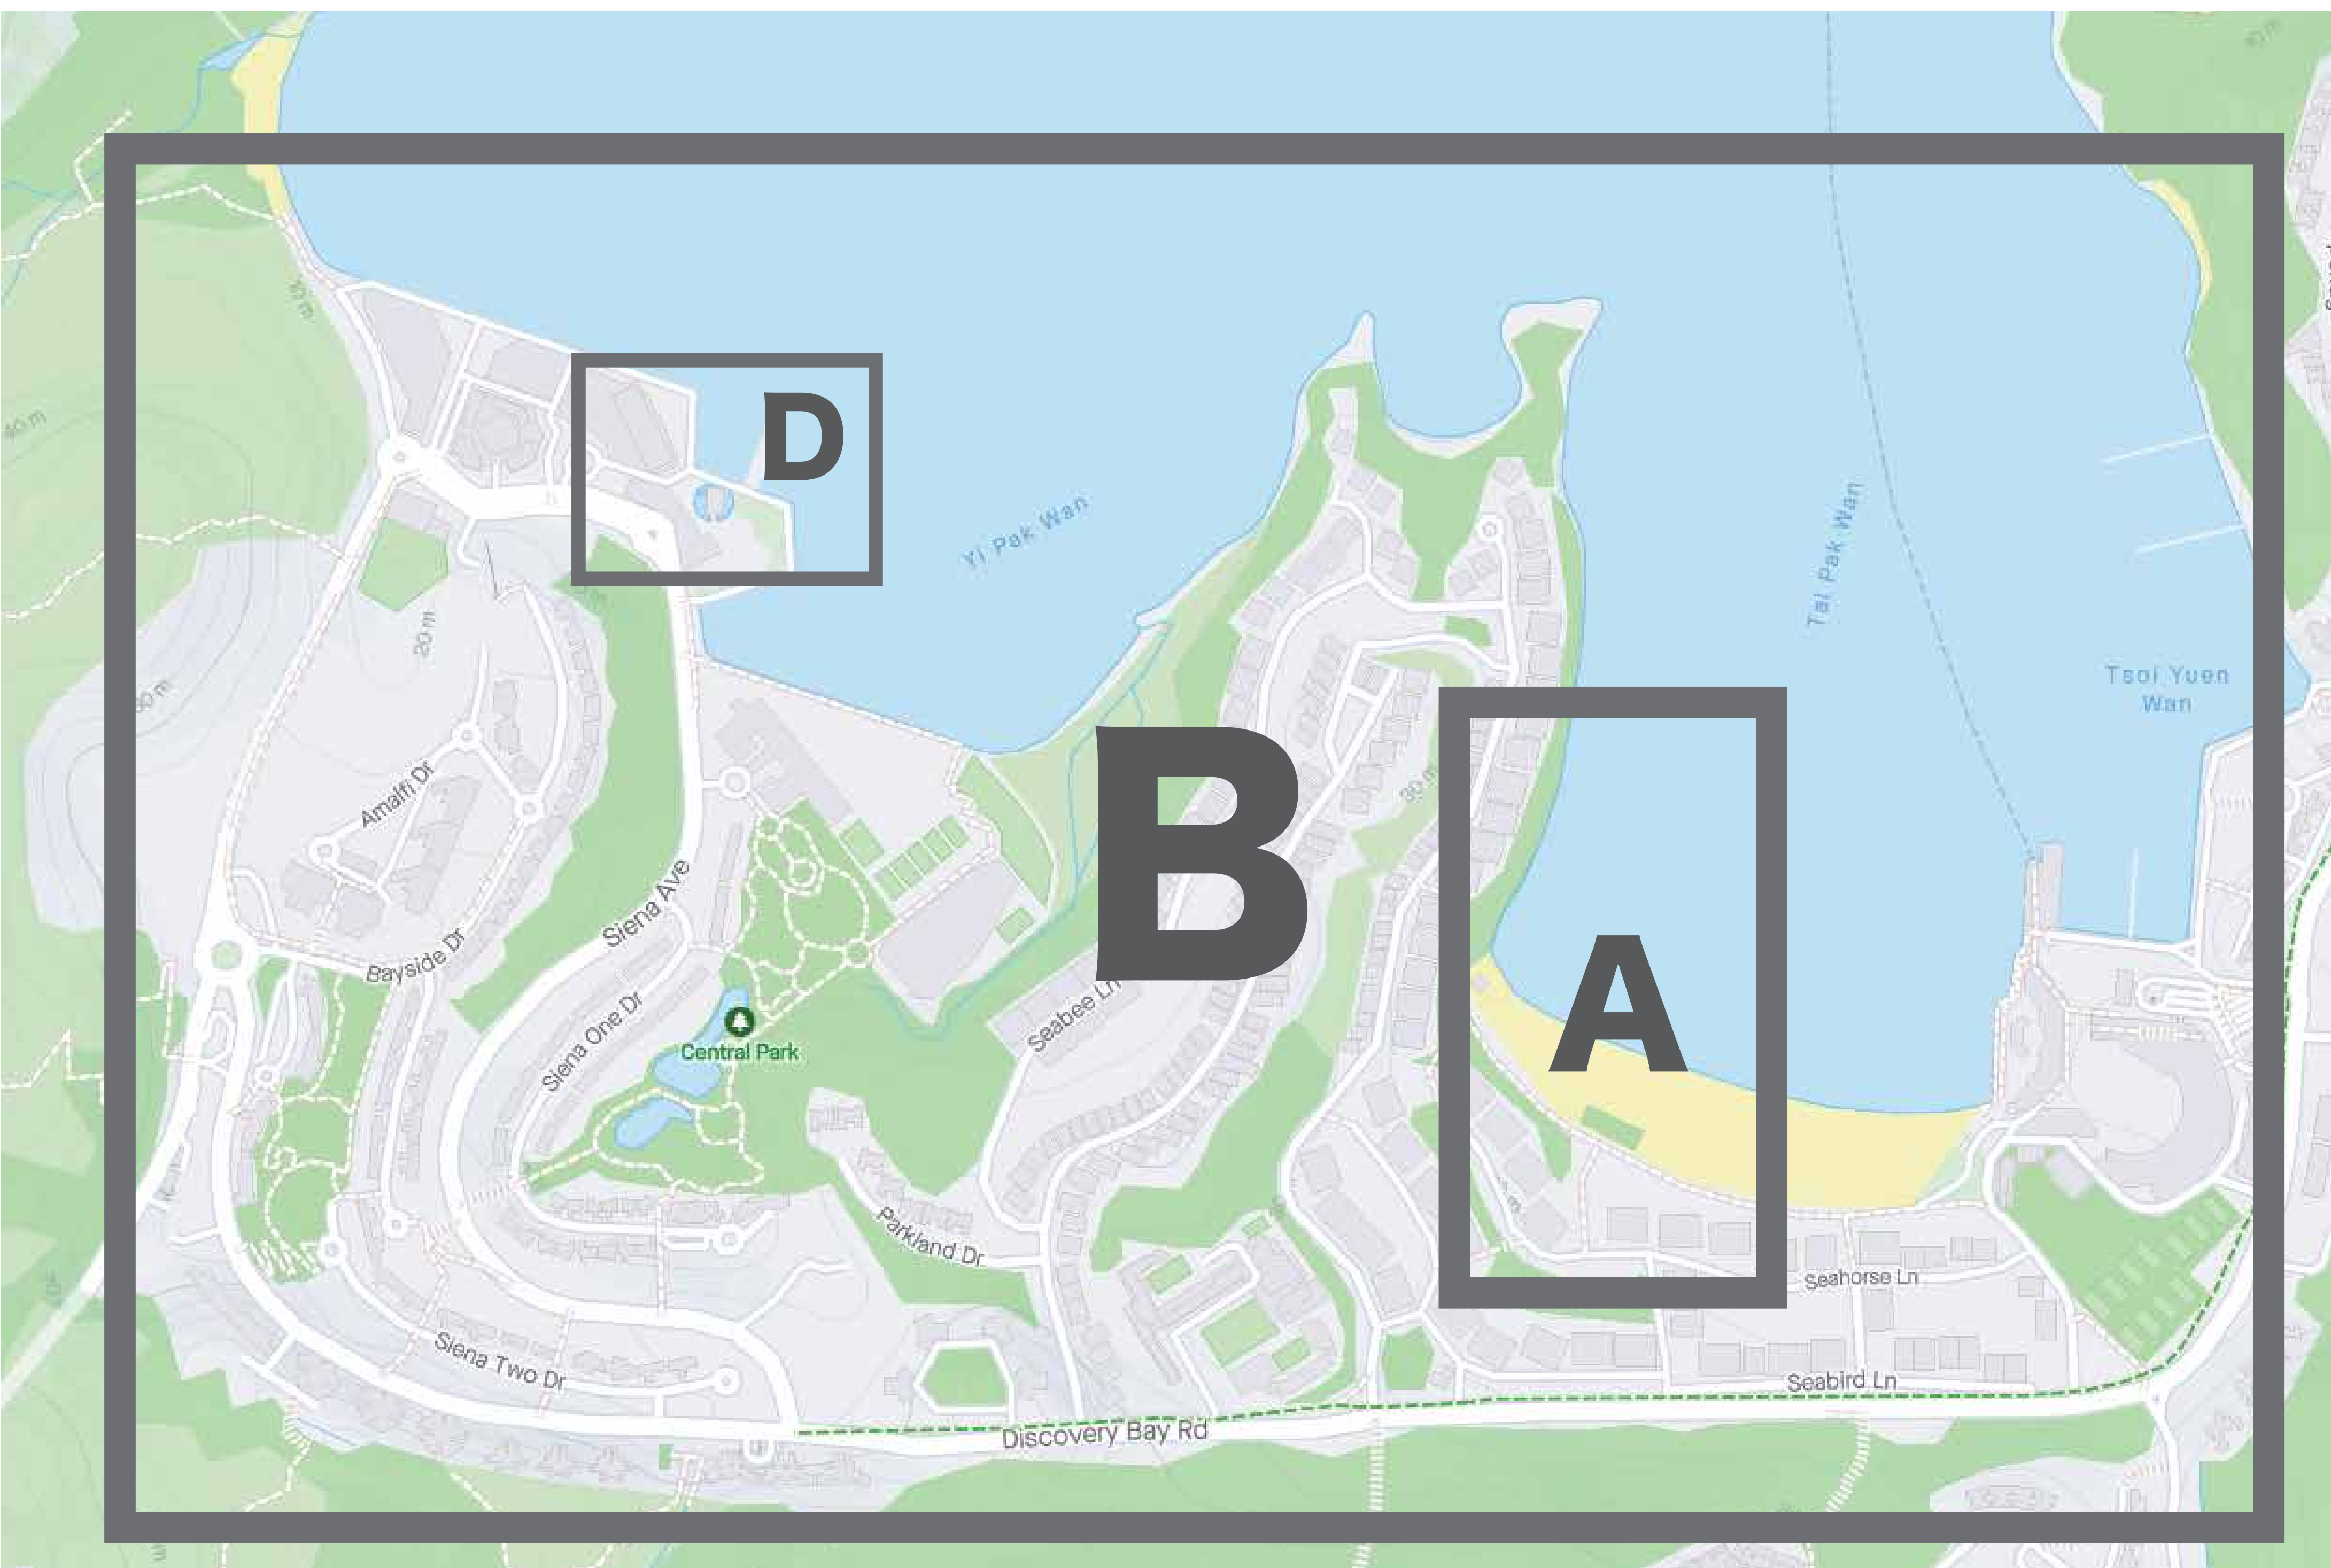 40 m
10 m
D
40 m
Yi Pak Wan
Tai Pak Wan
20 m
Tsoi Yuen
Wan
30 m
B
30 m
Amalfi Dr
Siena Ave
A
Bayside Dr
Siena One Dr
Seabee Ln
Central Park
Parkland Dr
Seahorse Ln
Siena Two Dr
Seabird Ln
Discovery Bay Rd